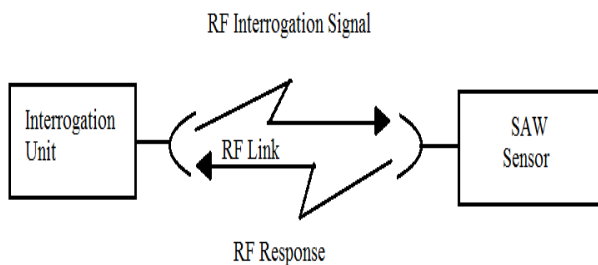 RF Interrogation Signal
Interrogation
Unit
RF Link
SAW
Sensor
RF Response